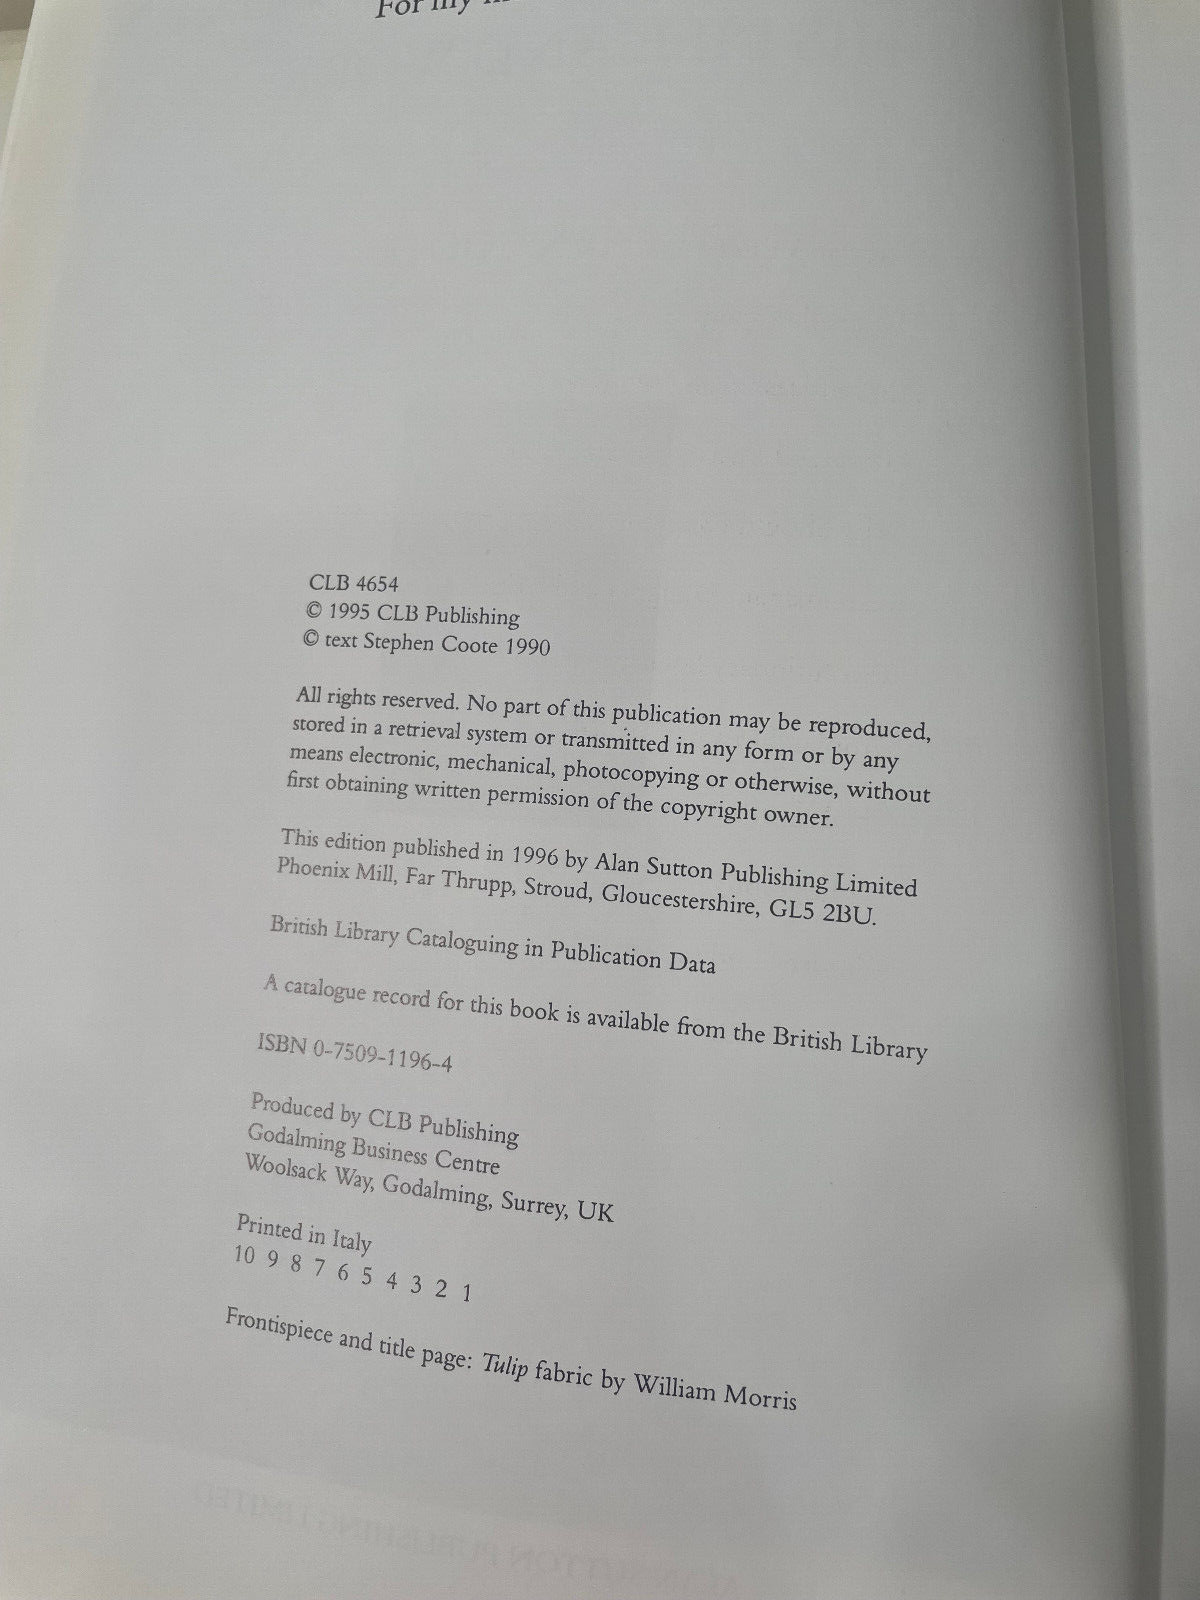 For my
CLB 4654
© 1995 CLB Publishing
© text Stephen Coote 1990
All rights reserved. No part of this publication may be reproduced,
stored in a retrieval system or transmitted in any form or by any
means electronic, mechanical, photocopying or otherwise, without
first obtaining written permission of the copyright owner.
This edition published in 1996 by Alan Sutton Publishing Limited
Phoenix Mill, Far Thrupp, Stroud, Gloucestershire, GL5 2BU.
British Library Cataloguing in Publication Data
A catalogue record for this book is available from the British Library
ISBN 0-7509-1196-4
Produced by CLB Publishing
Godalming Business Centre
Woolsack Way, Godalming, Surrey, UK
Printed in Italy
10 9 8 7 6 5 4 3 2 1
Frontispiece and title page: Tulip fabric by William Morris